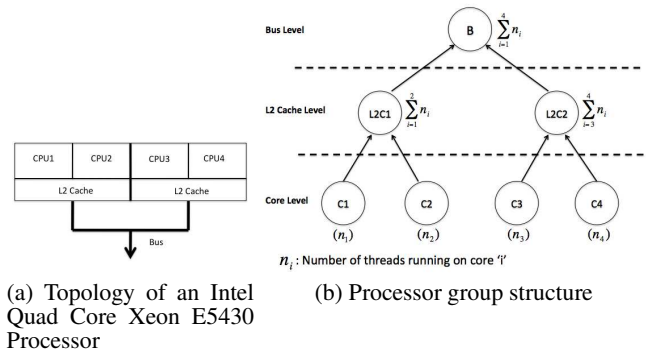 CPU1 CPU2 CPU3 CPU4
L2 Cache L2 Cache
Bus
(a) Topology of an Intel
Quad Core Xeon E5430
Processor
Bus Level
B
4
∑ n_i
i=1
L2 Cache Level
L2C1
2
∑ n_i
i=1
L2C2
4
∑ n_i
i=3
Core Level
C1 C2 C3 C4
(n_1) (n_2) (n_3) (n_4)
n_i : Number of threads running on core 'i'
(b) Processor group structure